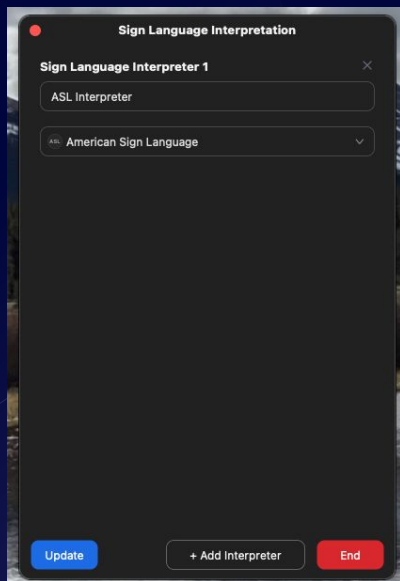 Sign Language Interpretation
Sign Language Interpreter 1
ASL Interpreter
ASL American Sign Language
Update
+ Add Interpreter
End